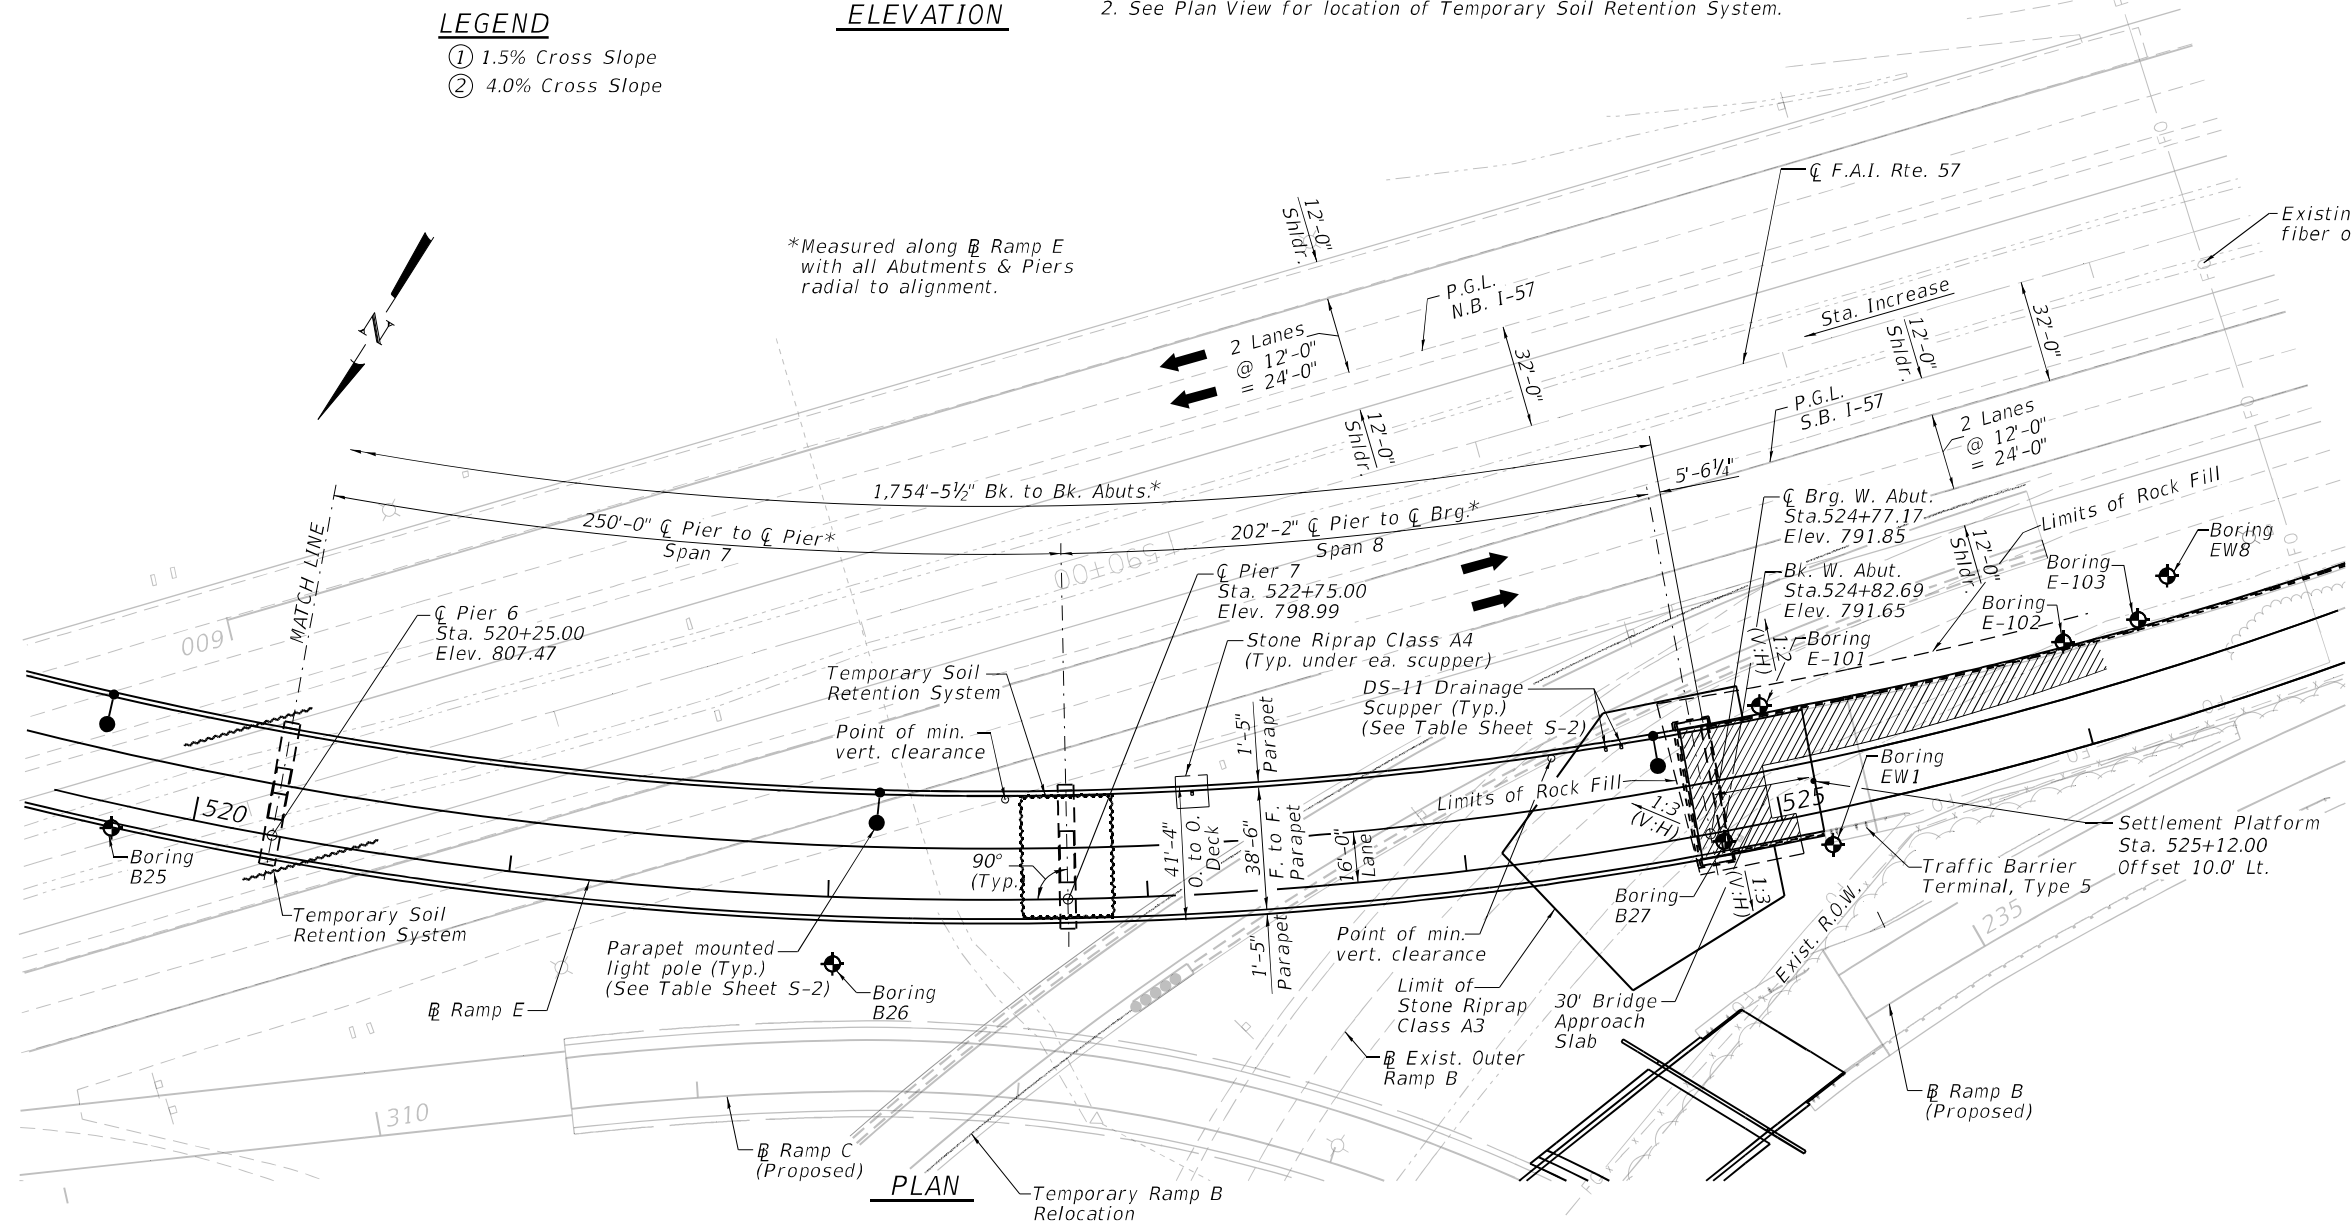 LEGEND
① 1.5% Cross Slope
② 4.0% Cross Slope
ELEVATION
2. See Plan View for location of Temporary Soil Retention System.
℄ F.A.I. Rte. 57
N
*Measured along ⅊ Ramp E
with all Abutments & Piers
radial to alignment.
12'-0"
Shldr.
P.G.L.
N.B. I-57
2 Lanes
@ 12'-0"
= 24'-0"
32'-0"
12'-0"
Shldr.
Sta. Increase
12'-0"
Shldr.
32'-0"
P.G.L.
S.B. I-57
2 Lanes
@ 12'-0"
= 24'-0"
12'-0"
Shldr.
1,754'-5½" Bk. to Bk. Abuts.*
5'-6¼"
250'-0" ℄ Pier to ℄ Pier*
Span 7
202'-2" ℄ Pier to ℄ Brg.*
Span 8
MATCH LINE
600
1590+00
℄ Pier 6
Sta. 520+25.00
Elev. 807.47
℄ Pier 7
Sta. 522+75.00
Elev. 798.99
℄ Brg. W. Abut.
Sta.524+77.17
Elev. 791.85
Bk. W. Abut.
Sta.524+82.69
Elev. 791.65
Limits of Rock Fill
Boring
EW8
Boring
E-103
Boring
E-102
Boring
E-101
1:2
(V:H)
Stone Riprap Class A4
(Typ. under ea. scupper)
Temporary Soil
Retention System
Point of min.
vert. clearance
DS-11 Drainage
Scupper (Typ.)
(See Table Sheet S-2)
1'-5"
Parapet
41'-4"
O. to O.
Deck
38'-6"
F. to F.
Parapet
16'-0"
Lane
1'-5"
Parapet
90°
(Typ.
Limits of Rock Fill
1:3
(V:H)
1:3
(V:H)
520
525
Boring
EW1
Boring
B25
Boring
B26
Boring
B27
Settlement Platform
Sta. 525+12.00
Offset 10.0' Lt.
Traffic Barrier
Terminal, Type 5
Temporary Soil
Retention System
Parapet mounted
light pole (Typ.)
(See Table Sheet S-2)
⅊ Ramp E
Point of min.
vert. clearance
Limit of
Stone Riprap
Class A3
30' Bridge
Approach
Slab
⅊ Exist. Outer
Ramp B
Exist. R.O.W.
235
⅊ Ramp B
(Proposed)
310
⅊ Ramp C
(Proposed)
PLAN
Temporary Ramp B
Relocation